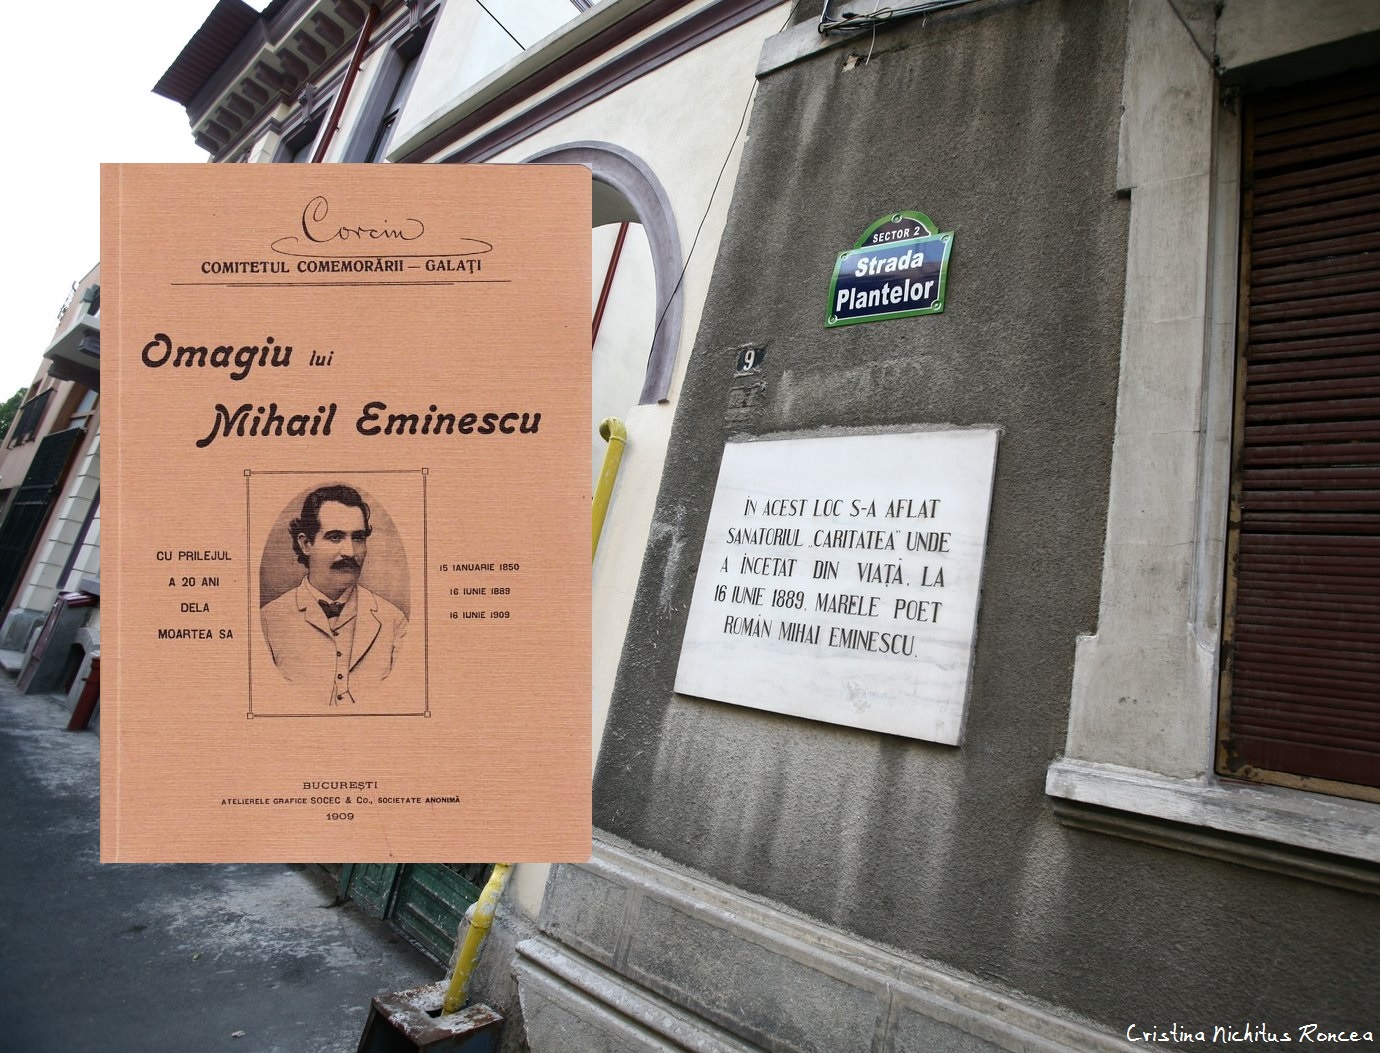 Corcin
COMITETUL COMEMORĂRII — GALAŢI
Omagiu lui
Mihail Eminescu
CU PRILEJUL
A 20 ANI
DELA
MOARTEA SA
15 IANUARIE 1850
16 IUNIE 1889
16 IUNIE 1909
BUCUREŞTI
ATELIERELE GRAFICE SOCEC & Co., SOCIETATE ANONIMĂ
1909
SECTOR 2
Strada
Plantelor
9
ÎN ACEST LOC S-A AFLAT
SANATORIUL „CARITATEA” UNDE
A ÎNCETAT DIN VIAȚĂ, LA
16 IUNIE 1889, MARELE POET
ROMÂN MIHAI EMINESCU.
Cristina Nichitus Roncea